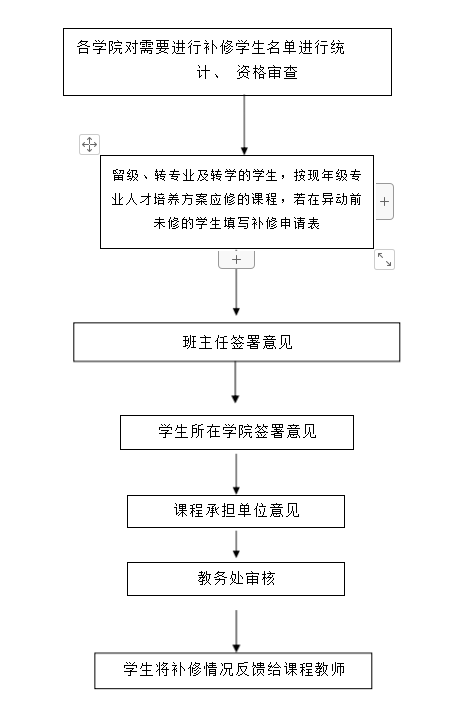 各学院对需要进行补修学生名单进行统
计、 资格审查
留级、转专业及转学的学生，按现年级专
业人才培养方案应修的课程，若在异动前
未修的学生填写补修申请表
班主任签署意见
学生所在学院签署意见
课程承担单位意见
教务处审核
学生将补修情况反馈给课程教师